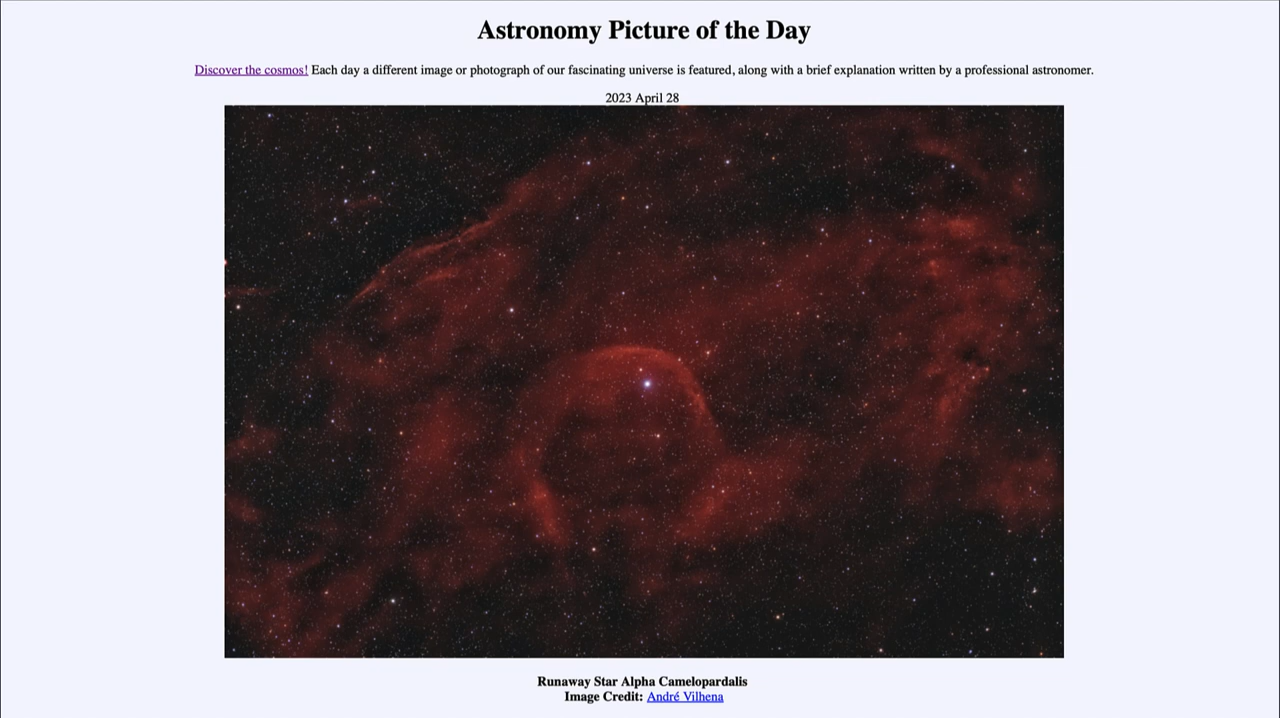 Astronomy Picture of the Day
Discover the cosmos! Each day a different image or photograph of our fascinating universe is featured, along with a brief explanation written by a professional astronomer.
2023 April 28
Runaway Star Alpha Camelopardalis
Image Credit: André Vilhena